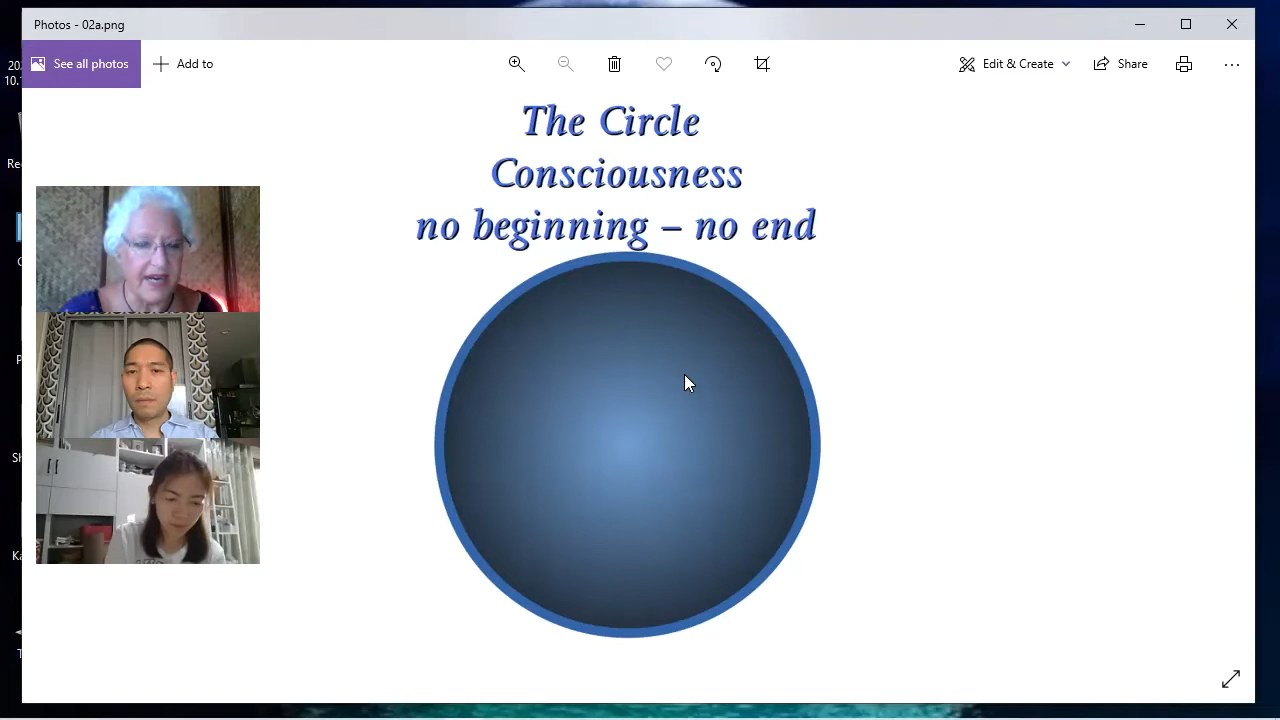 Photos - 02a.png
See all photos
Add to
Edit & Create
Share
The Circle
Consciousness
no beginning – no end